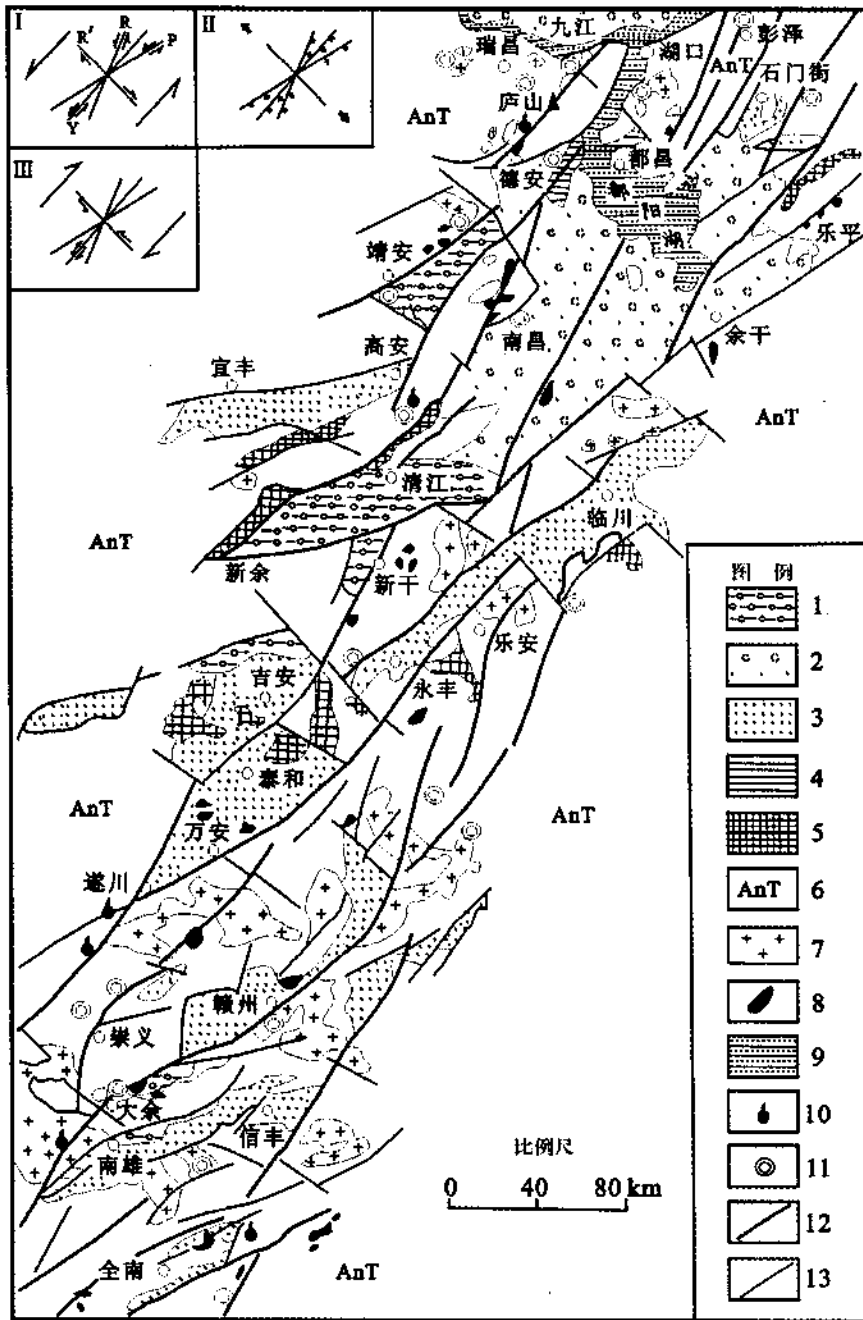 I
R
R'
P
Y
II
III
九江
瑞昌
湖口
彭泽
AnT
石门街
庐山
AnT
都昌
德安
鄱
阳
湖
乐平
靖安
余干
南昌
高安
宜丰
AnT
清江
临川
AnT
新余
新干
乐安
吉安
永丰
泰和
AnT
万安
AnT
遂川
赣州
崇义
大余
信丰
南雄
全南
AnT
比例尺
0 40 80 km
图 例
1
2
3
4
5
AnT 6
7
8
9
10
11
12
13